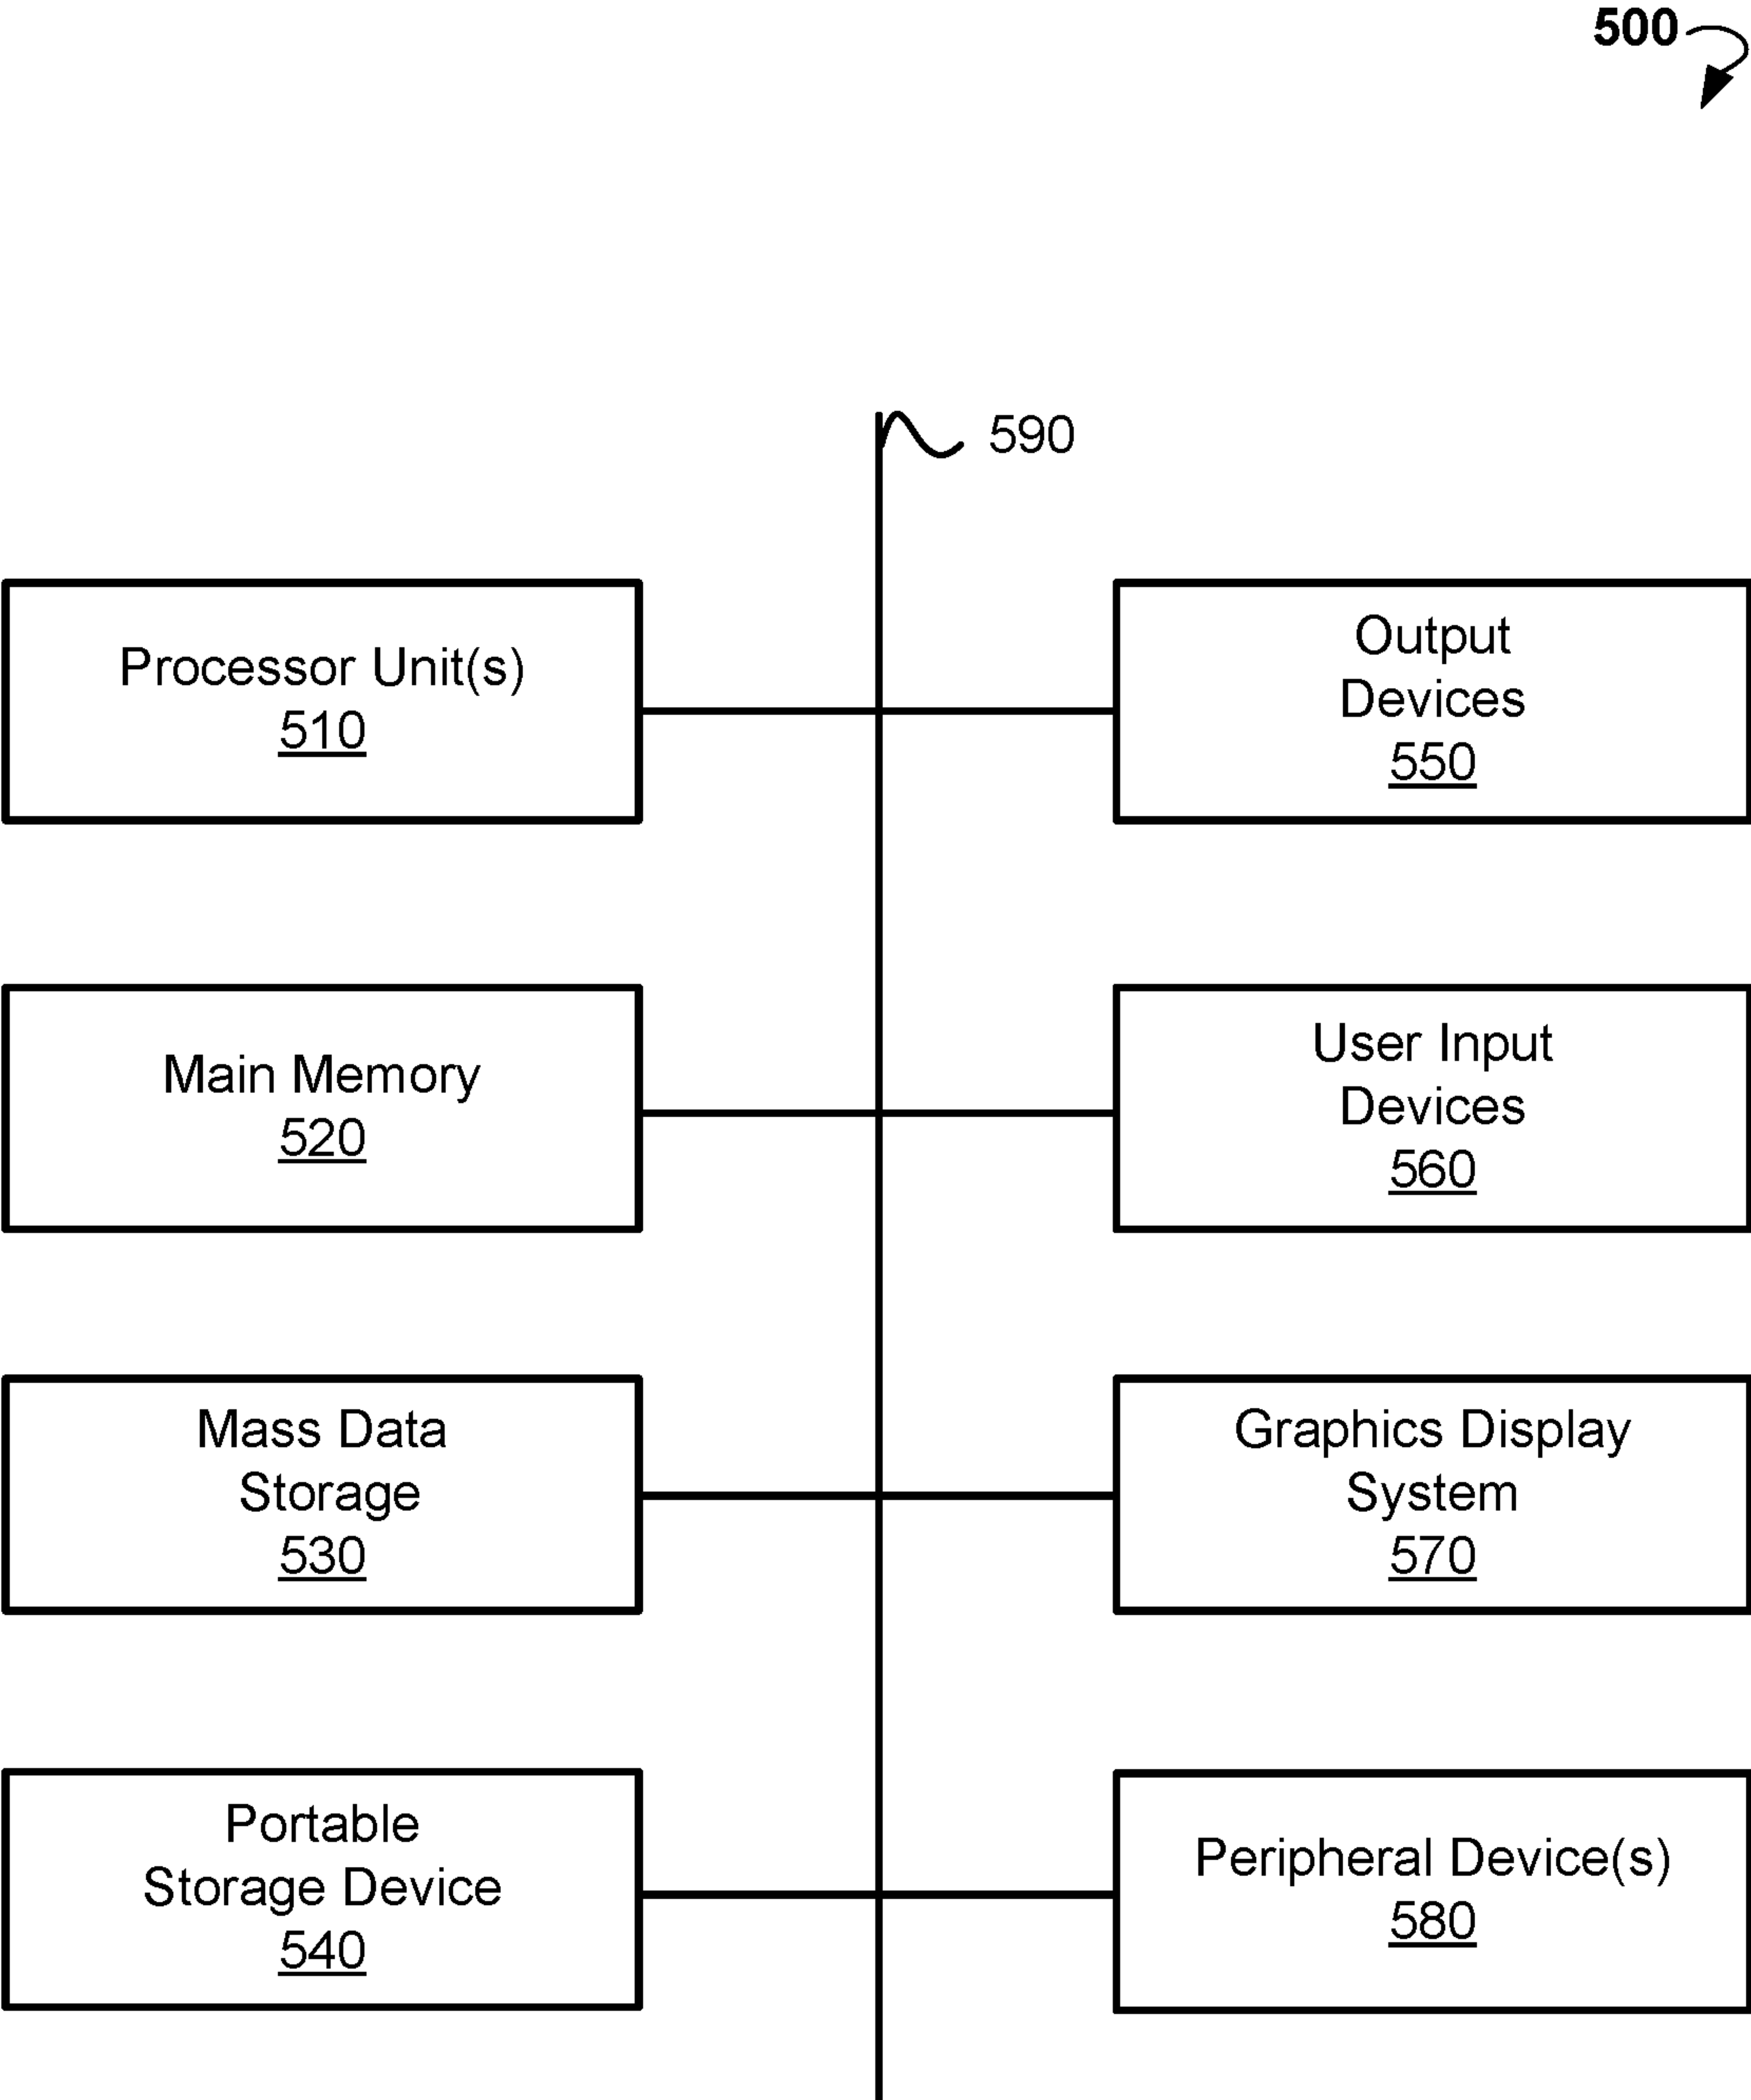 500
590
Processor Unit(s)
510
Output
Devices
550
Main Memory
520
User Input
Devices
560
Mass Data
Storage
530
Graphics Display
System
570
Portable
Storage Device
540
Peripheral Device(s)
580